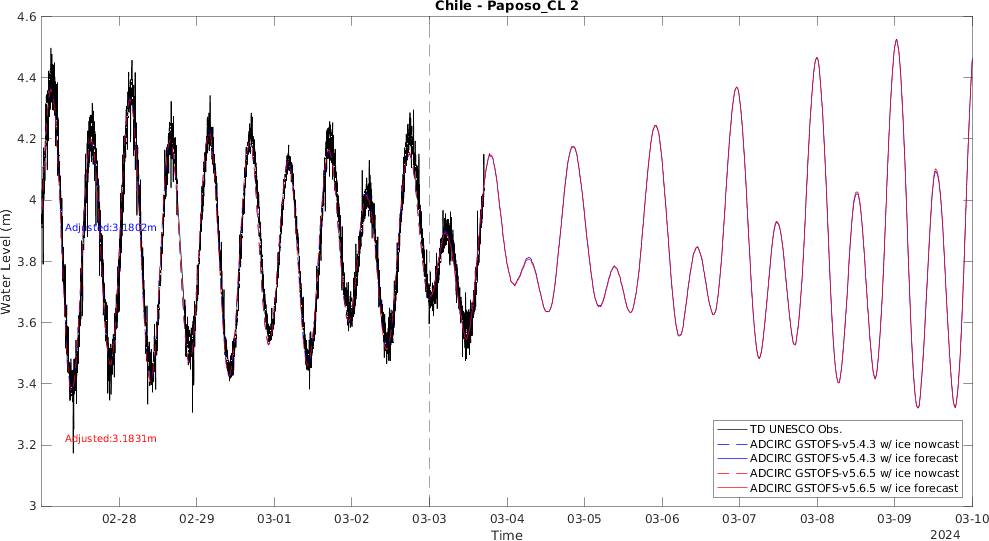 Chile - Paposo_CL 2
4.6
4.4
4.2
4
3.8
3.6
3.4
3.2
3
Water Level (m)
Adjusted:3.1802m
Adjusted:3.1831m
TD UNESCO Obs.
ADCIRC GSTOFS-v5.4.3 w/ ice nowcast
ADCIRC GSTOFS-v5.4.3 w/ ice forecast
ADCIRC GSTOFS-v5.6.5 w/ ice nowcast
ADCIRC GSTOFS-v5.6.5 w/ ice forecast
02-28 02-29 03-01 03-02 03-03 03-04 03-05 03-06 03-07 03-08 03-09 03-10
Time
2024